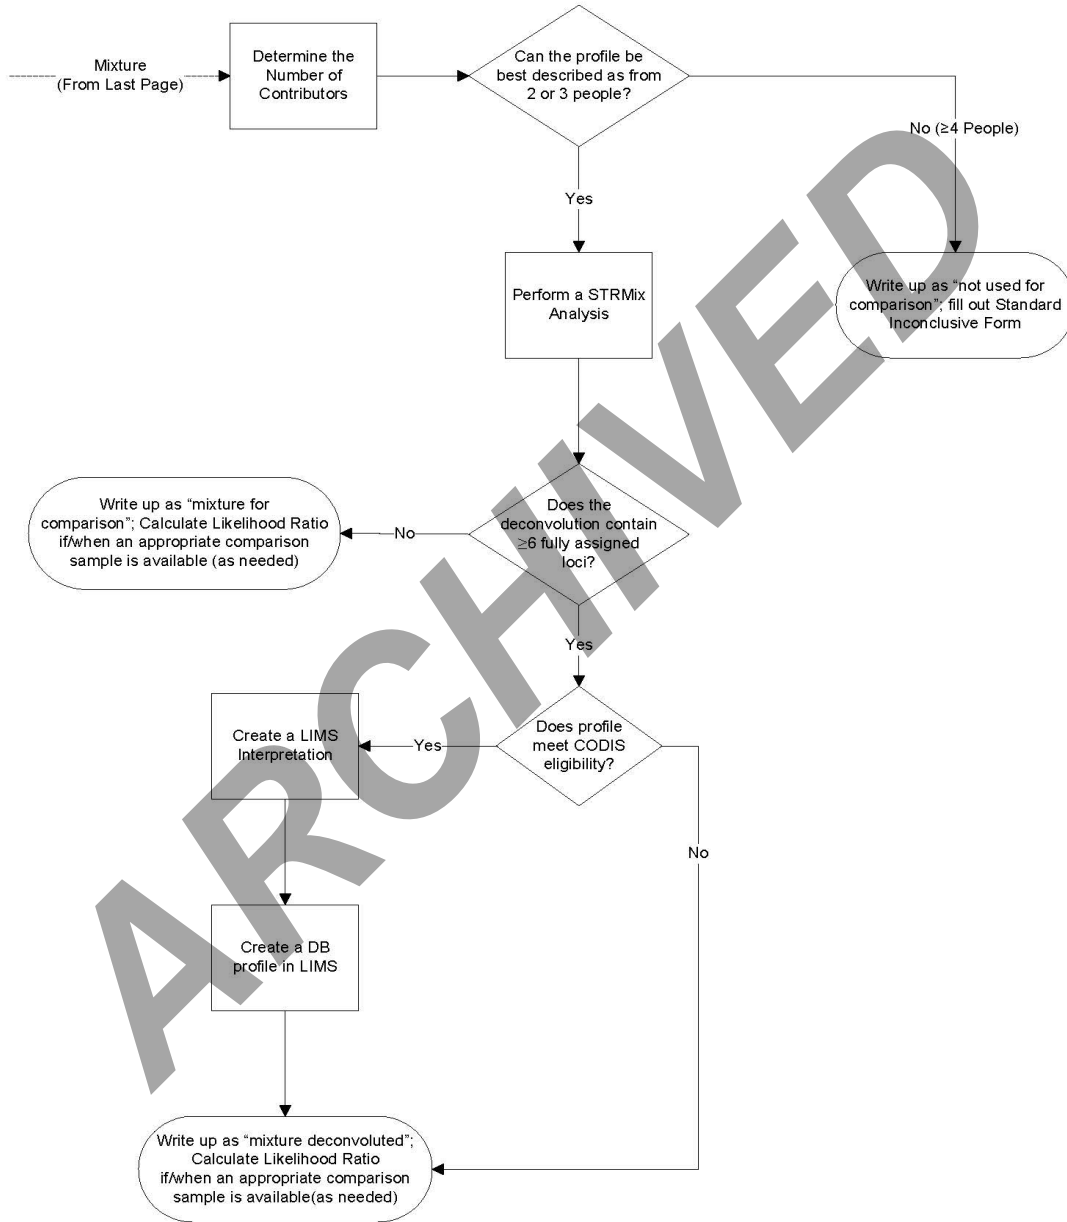 Mixture
(From Last Page)
Determine the
Number of
Contributors
Can the profile be
best described as from
2 or 3 people?
No (≥4 People)
Yes
Perform a STRMix
Analysis
Write up as “not used for
comparison”; fill out Standard
Inconclusive Form
Write up as “mixture for
comparison”; Calculate Likelihood Ratio
if/when an appropriate comparison
sample is available (as needed)
No
Does the
deconvolution contain
≥6 fully assigned
loci?
Yes
Create a LIMS
Interpretation
Yes
Does profile
meet CODIS
eligibility?
No
Create a DB
profile in LIMS
Write up as “mixture deconvoluted”;
Calculate Likelihood Ratio
if/when an appropriate comparison
sample is available(as needed)
ARCHIVED